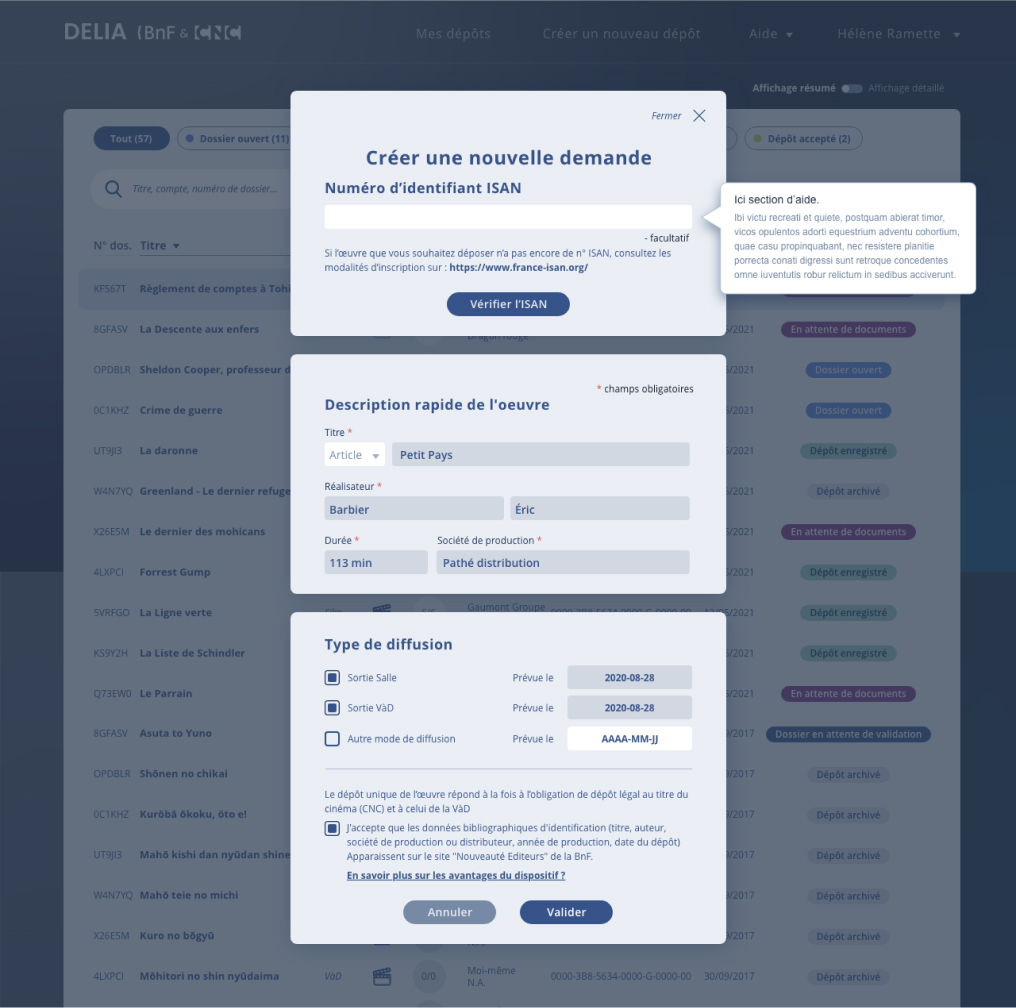 DELIA (BnF & CNC
Mes dépôts
Créer un nouveau dépôt
Aide
Hélène Ramette
Affichage résumé
Affichage détaillé
Tout (57)
Dossier ouvert (11)
Dépôt accepté (2)
Titre, compte, numéro de dossier...
N° dos. Titre
Fermer
Créer une nouvelle demande
Numéro d'identifiant ISAN
- facultatif
Si l'œuvre que vous souhaitez déposer n'a pas encore de n° ISAN, consultez les
modalités d'inscription sur : https://www.france-isan.org/
Vérifier l'ISAN
Ici section d'aide.
Ibi victu recreati et quiete, postquam abierat timor,
vicos opulentos adorti equestrium adventu cohortium,
quae casu propinquabant, nec resistere planitie
porrecta conati digressi sunt retroque concedentes
omne iuventutis robur relictum in sedibus acciverunt.
* champs obligatoires
Description rapide de l'oeuvre
Titre *
Article
Petit Pays
Réalisateur *
Barbier
Éric
Durée *
Société de production *
113 min
Pathé distribution
Type de diffusion
Sortie Salle
Prévue le
2020-08-28
Sortie VàD
Prévue le
2020-08-28
Autre mode de diffusion
Prévue le
AAAA-MM-JJ
Le dépôt unique de l'œuvre répond à la fois à l'obligation de dépôt légal au titre du
cinéma (CNC) et à celui de la VàD
J'accepte que les données bibliographiques d'identification (titre, auteur,
société de production ou distributeur, année de production, date du dépôt)
Apparaissent sur le site "Nouveauté Editeurs" de la BnF.
En savoir plus sur les avantages du dispositif ?
Annuler
Valider
KF567T Règlement de comptes à
8GFASV La Descente aux enfers
Dragon rouge
/2021 En attente de documents
OPDBLR Sheldon Cooper, professeur
/2021 Dossier ouvert
0C1KHZ Crime de guerre
/2021 Dossier ouvert
UT9JI3 La daronne
/2021 Dépôt enregistré
W4N7YQ Greenland - Le dernier refuge
/2021 Dépôt archivé
X26E5M Le dernier des mohicans
/2021 En attente de documents
4LXPCI Forrest Gump
/2021 Dépôt enregistré
5VRFGO La Ligne verte
Gaumont Groupe
/2021 Dépôt enregistré
KS9Y2H La Liste de Schindler
/2021 Dépôt enregistré
Q73EW0 Le Parrain
/2021 En attente de documents
8GFASV Asuta to Yuno
/2017 Dossier en attente de validation
OPDBLR Shōnen no chikai
/2017 Dépôt archivé
0C1KHZ Kurōbā ōkoku, ōto e!
/2017 Dépôt archivé
UT9JI3 Mahō kishi dan nyūdan
/2017 Dépôt archivé
W4N7YQ Mahō teie no michi
/2017 Dépôt archivé
X26E5M Kuro no bōgyū
/2017 Dépôt archivé
4LXPCI Mōhitori no shin nyūdaima VàD 0/0 Moi-même
N.A.
0000-3B8-5634-0000-G-0000-00 30/09/2017 Dépôt archivé